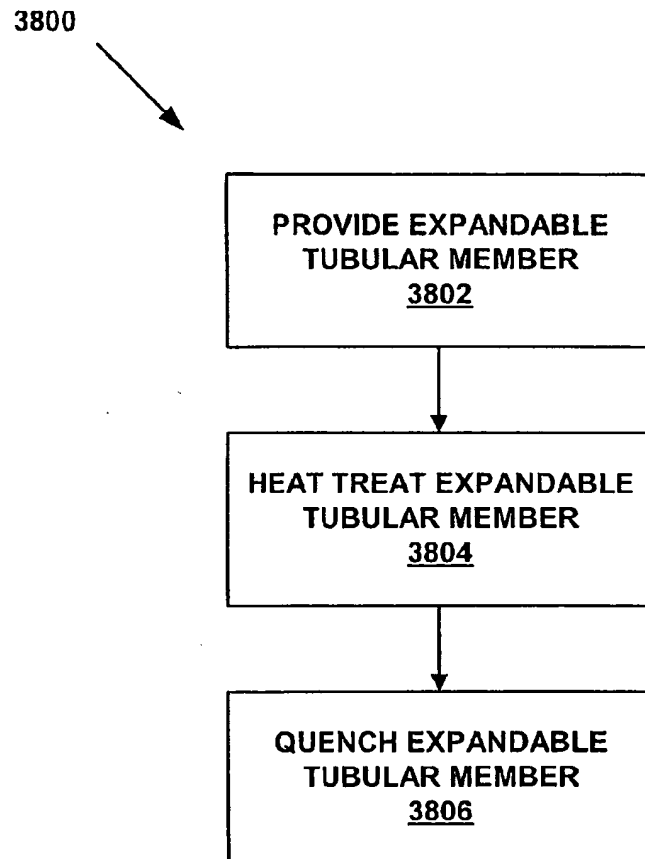 3800
PROVIDE EXPANDABLE
TUBULAR MEMBER
3802
HEAT TREAT EXPANDABLE
TUBULAR MEMBER
3804
QUENCH EXPANDABLE
TUBULAR MEMBER
3806